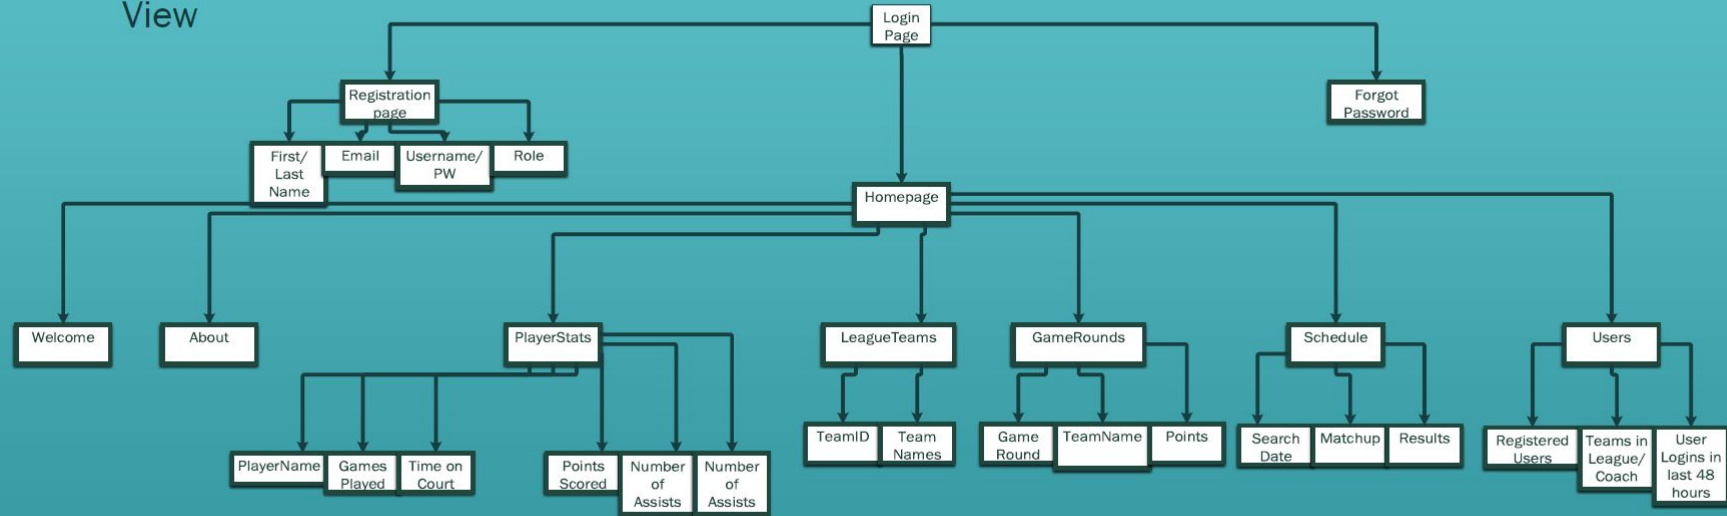 View
Login
Page
Registration
page
Forgot
Password
First/
Last
Name
Email
Username/
PW
Role
Homepage
Welcome
About
PlayerStats
LeagueTeams
GameRounds
Schedule
Users
PlayerName
Games
Played
Time on
Court
Points
Scored
Number
of
Assists
Number
of
Assists
TeamID
Team
Names
Game
Round
TeamName
Points
Search
Date
Matchup
Results
Registered
Users
Teams in
League/
Coach
User
Logins in
last 48
hours